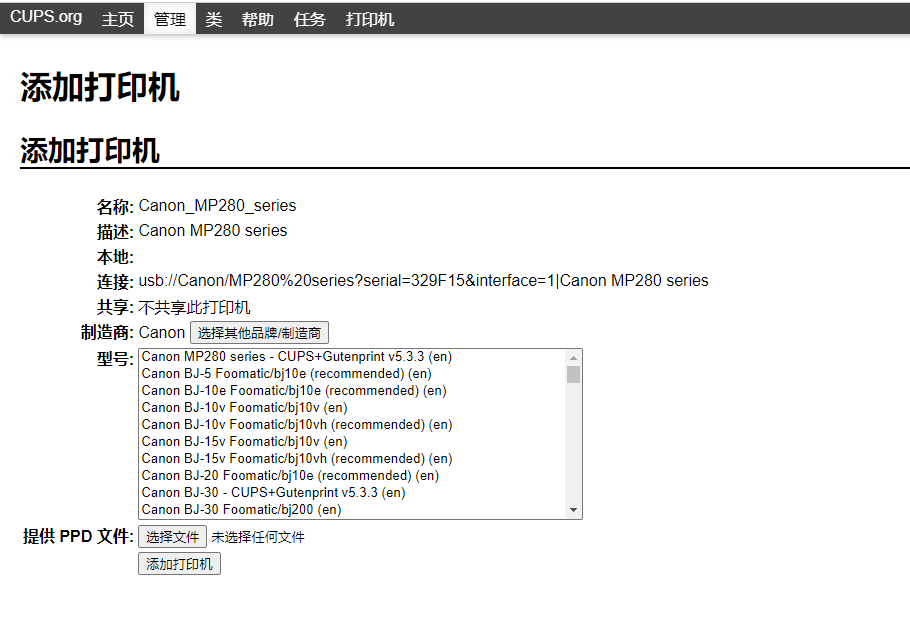 CUPS.org 主页 管理 类 帮助 任务 打印机
添加打印机
添加打印机
名称: Canon_MP280_series
描述: Canon MP280 series
本地:
连接: usb://Canon/MP280%20series?serial=329F15&interface=1|Canon MP280 series
共享: 不共享此打印机
制造商: Canon 选择其他品牌/制造商
型号: Canon MP280 series - CUPS+Gutenprint v5.3.3 (en)
Canon BJ-5 Foomatic/bj10e (recommended) (en)
Canon BJ-10e Foomatic/bj10e (recommended) (en)
Canon BJ-10v Foomatic/bj10v (en)
Canon BJ-10v Foomatic/bj10vh (recommended) (en)
Canon BJ-15v Foomatic/bj10v (en)
Canon BJ-15v Foomatic/bj10vh (recommended) (en)
Canon BJ-20 Foomatic/bj10e (recommended) (en)
Canon BJ-30 - CUPS+Gutenprint v5.3.3 (en)
Canon BJ-30 Foomatic/bj200 (en)
提供 PPD 文件: 选择文件 未选择任何文件
添加打印机